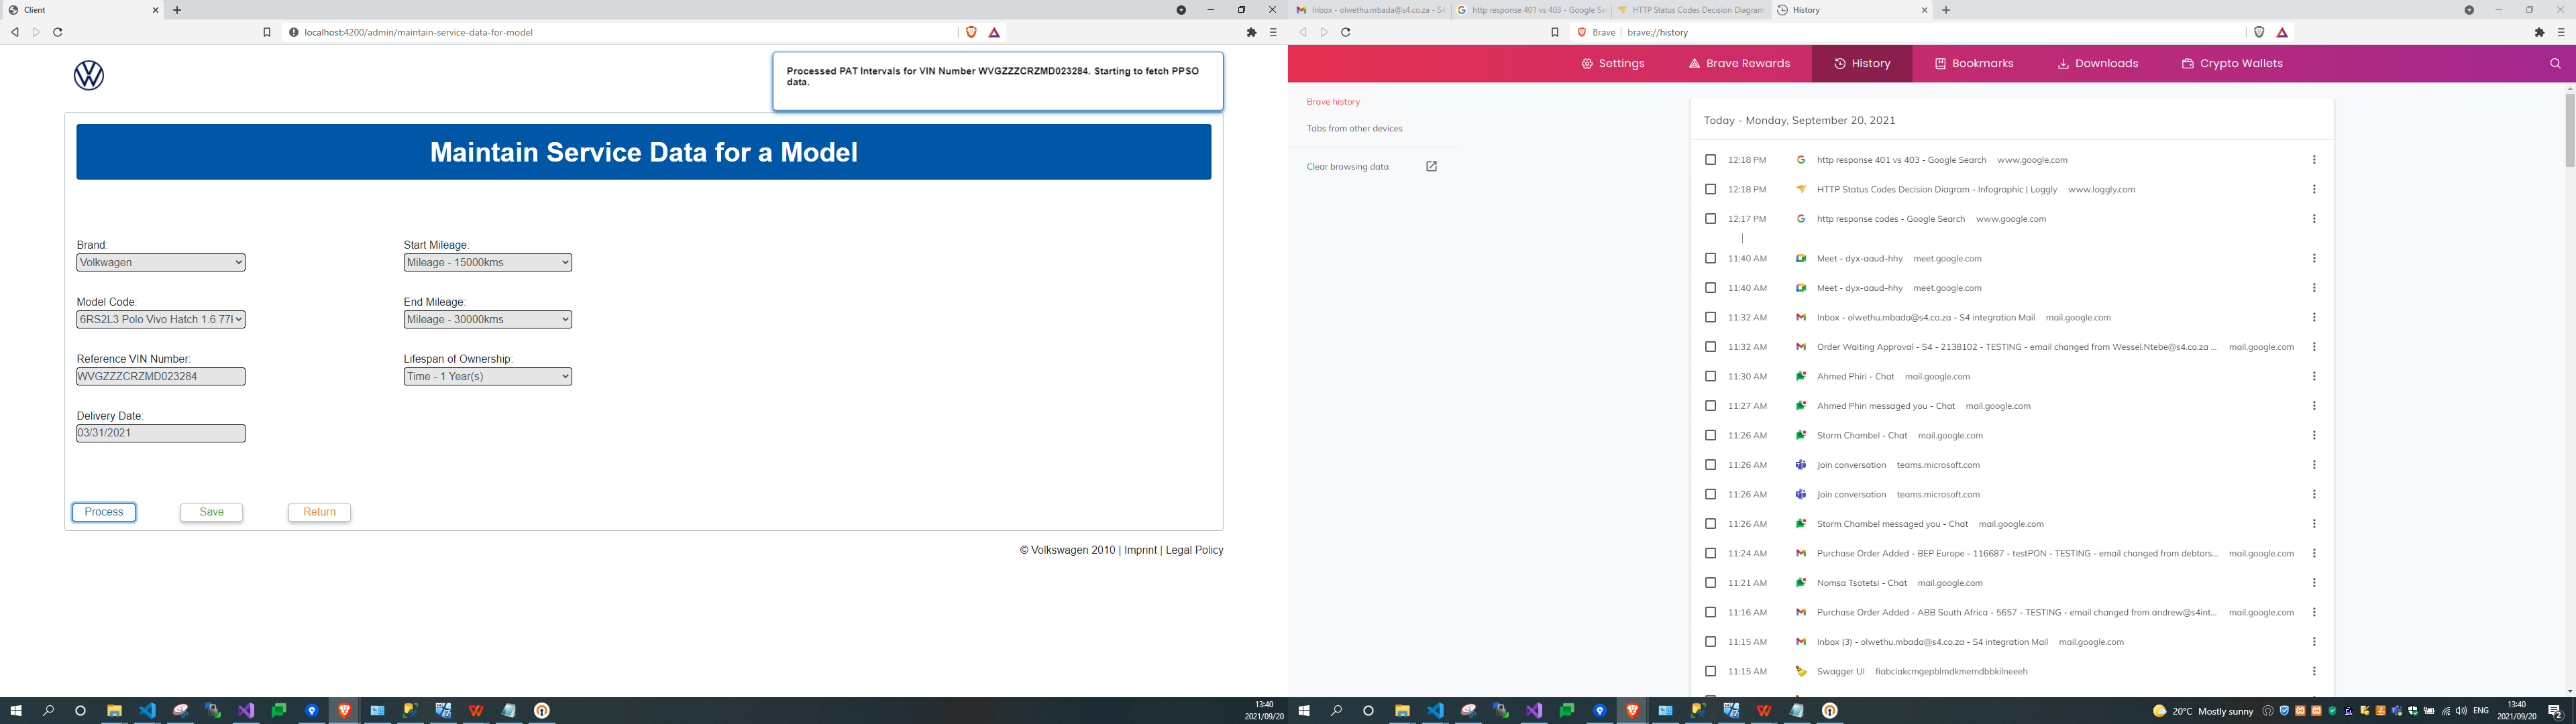 Client
localhost:4200/admin/maintain-service-data-for-model
Processed PAT Intervals for VIN Number WVGZZZCRZMD023284. Starting to fetch PPSO
data.
Maintain Service Data for a Model
Brand:
Volkwagen
Start Mileage:
Mileage - 15000kms
Model Code:
6RS2L3 Polo Vivo Hatch 1.6 77
End Mileage:
Mileage - 30000kms
Reference VIN Number:
WVGZZZCRZMD023284
Lifespan of Ownership:
Time - 1 Year(s)
Delivery Date:
03/31/2021
Process
Save
Return
© Volkswagen 2010 | Imprint | Legal Policy
13:40
2021/09/20
Inbox - olwethu.mbada@s4.co.za - S4
http response 401 vs 403 - Google Se
HTTP Status Codes Decision Diagram
History
Brave | brave://history
Settings
Brave Rewards
History
Bookmarks
Downloads
Crypto Wallets
Brave history
Tabs from other devices
Clear browsing data
Today - Monday, September 20, 2021
12:18 PM http response 401 vs 403 - Google Search www.google.com
12:18 PM HTTP Status Codes Decision Diagram - Infographic | Loggly www.loggly.com
12:17 PM http response codes - Google Search www.google.com
11:40 AM Meet - dyx-aaud-hhy meet.google.com
11:40 AM Meet - dyx-aaud-hhy meet.google.com
11:32 AM Inbox - olwethu.mbada@s4.co.za - S4 integration Mail mail.google.com
11:32 AM Order Waiting Approval - S4 - 2138102 - TESTING - email changed from Wessel.Ntebe@s4.co.za ... mail.google.com
11:30 AM Ahmed Phiri - Chat mail.google.com
11:27 AM Ahmed Phiri messaged you - Chat mail.google.com
11:26 AM Storm Chambel - Chat mail.google.com
11:26 AM Join conversation teams.microsoft.com
11:26 AM Join conversation teams.microsoft.com
11:26 AM Storm Chambel messaged you - Chat mail.google.com
11:24 AM Purchase Order Added - BEP Europe - 116687 - testPON - TESTING - email changed from debtors... mail.google.com
11:21 AM Nomsa Tsotetsi - Chat mail.google.com
11:16 AM Purchase Order Added - ABB South Africa - 5657 - TESTING - email changed from andrew@s4int... mail.google.com
11:15 AM Inbox (3) - olwethu.mbada@s4.co.za - S4 integration Mail mail.google.com
11:15 AM Swagger UI fiabciakcmgepblmdkmemdbbkilneeeh
20°C Mostly sunny
ENG
13:40
2021/09/20
2